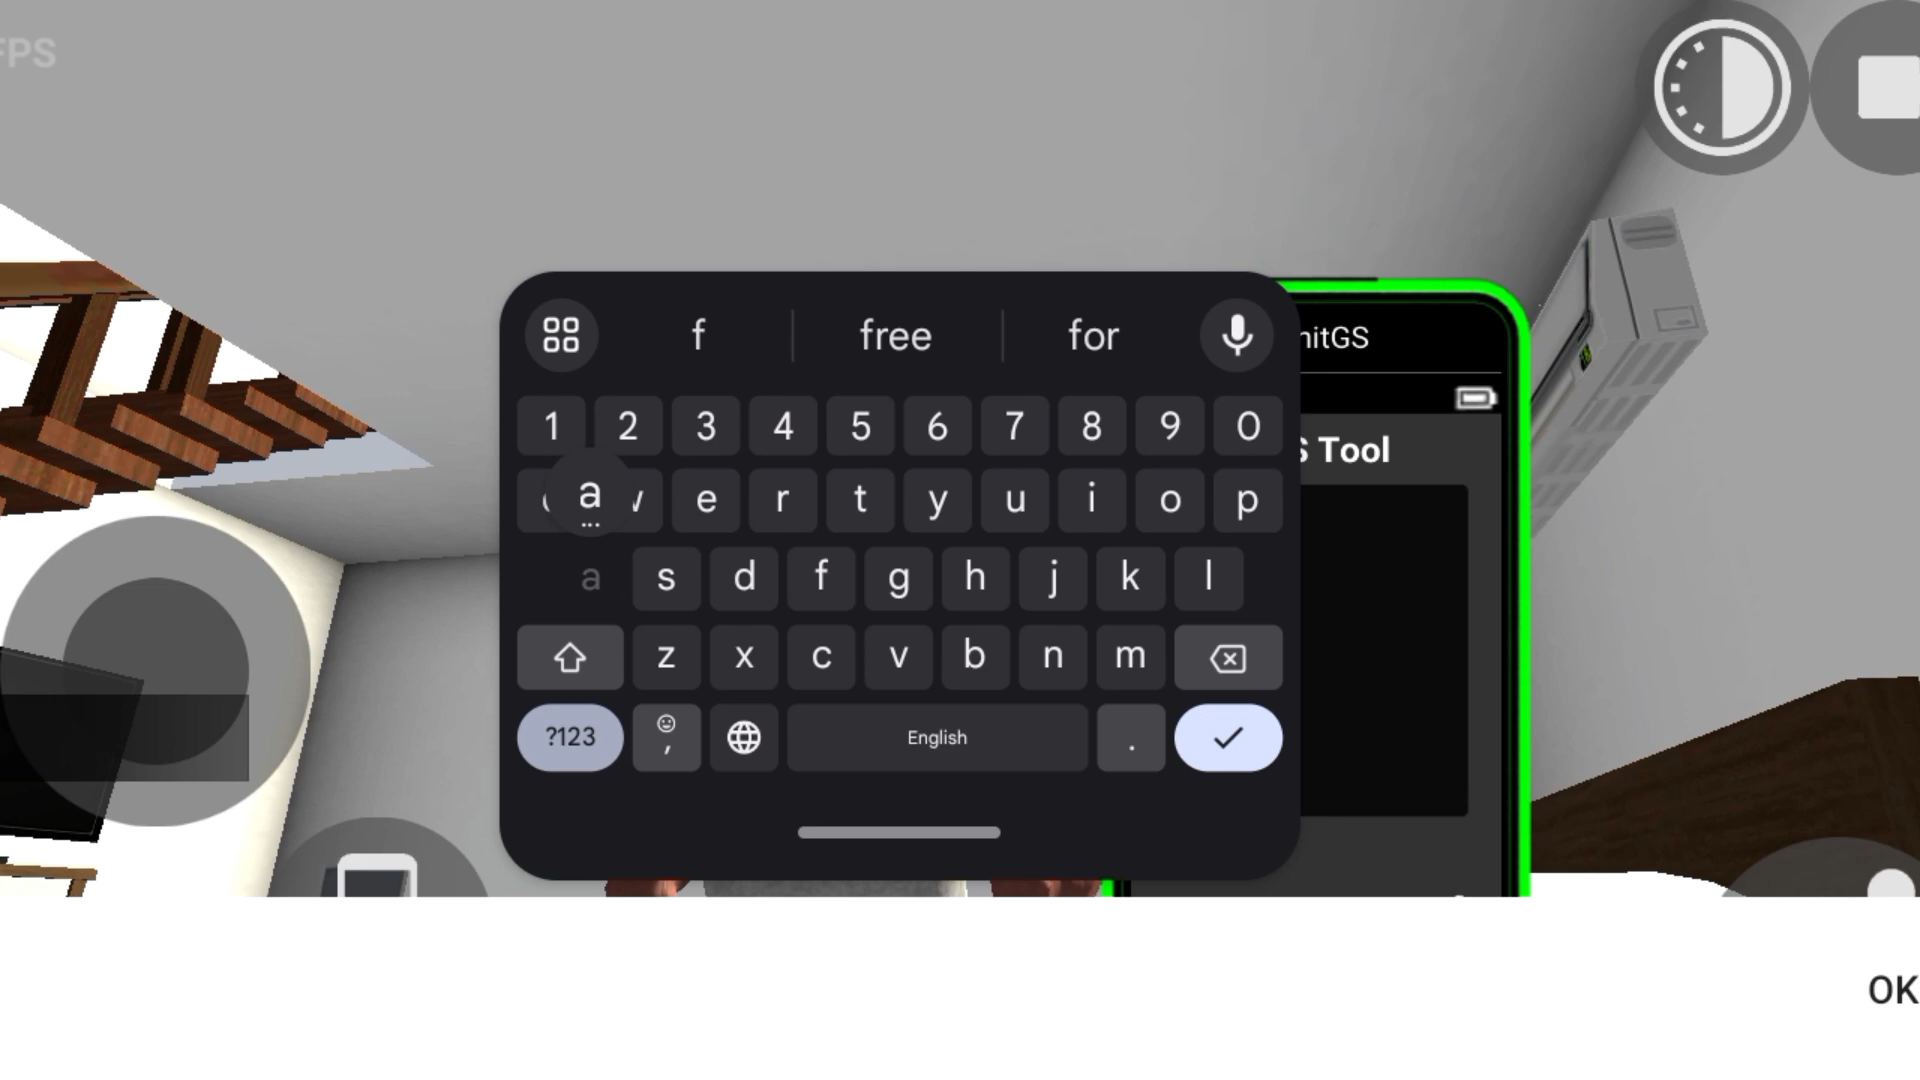 FPS
f free for
nitGS
1 2 3 4 5 6 7 8 9 0
S Tool
a e r t y u i o p
a s d f g h j k l
z x c v b n m
?123 , English .
OK